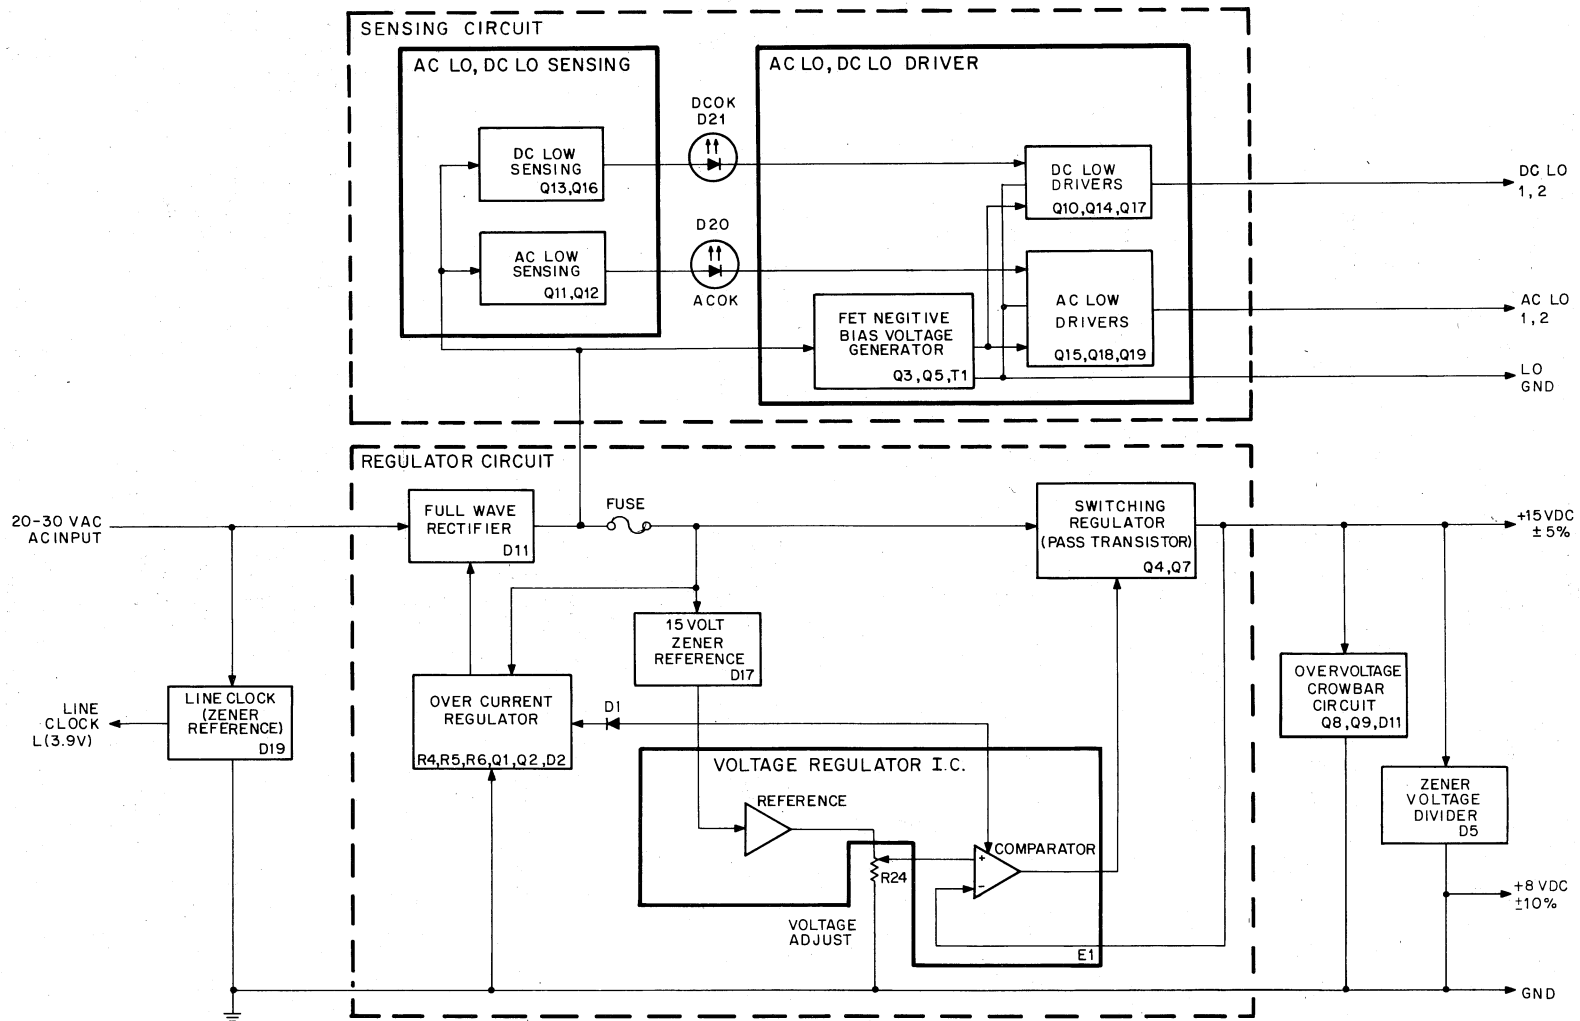 SENSING CIRCUIT
AC LO, DC LO SENSING
DC LOW
SENSING
Q13,Q16
AC LOW
SENSING
Q11,Q12
DCOK
D21
D20
ACOK
AC LO, DC LO DRIVER
DC LOW
DRIVERS
Q10,Q14,Q17
AC LOW
DRIVERS
Q15,Q18,Q19
FET NEGITIVE
BIAS VOLTAGE
GENERATOR
Q3,Q5,T1
DC LO
1,2
AC LO
1,2
LO
GND
REGULATOR CIRCUIT
20-30 VAC
AC INPUT
FULL WAVE
RECTIFIER
D11
FUSE
SWITCHING
REGULATOR
(PASS TRANSISTOR)
Q4,Q7
+15VDC
±5%
15 VOLT
ZENER
REFERENCE
D17
LINE CLOCK
(ZENER
REFERENCE)
D19
LINE
CLOCK
L(3.9V)
OVER CURRENT
REGULATOR
R4,R5,R6,Q1,Q2,D2
D1
OVERVOLTAGE
CROWBAR
CIRCUIT
Q8,Q9,D11
VOLTAGE REGULATOR I.C.
REFERENCE
COMPARATOR
+
-
R24
VOLTAGE
ADJUST
E1
ZENER
VOLTAGE
DIVIDER
D5
+8 VDC
±10%
GND